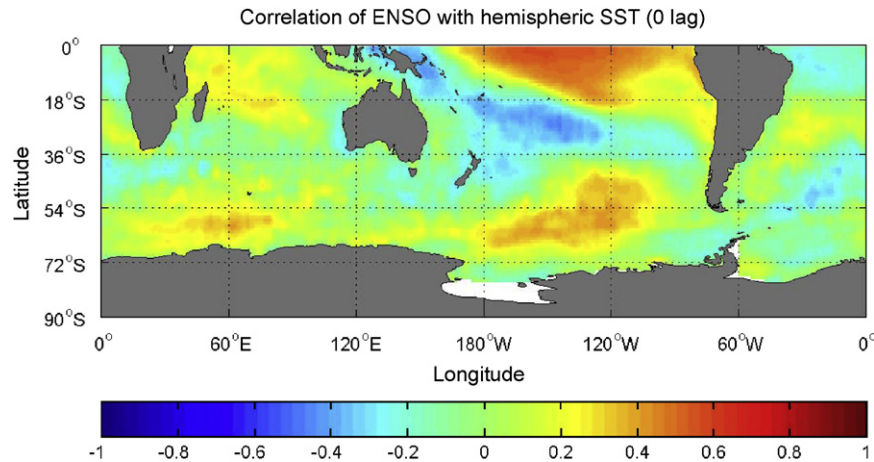 Correlation of ENSO with hemispheric SST (0 lag)
0°
18°S
36°S
54°S
72°S
90°S
Latitude
0° 60°E 120°E 180°W 120°W 60°W 0°
Longitude
-1 -0.8 -0.6 -0.4 -0.2 0 0.2 0.4 0.6 0.8 1